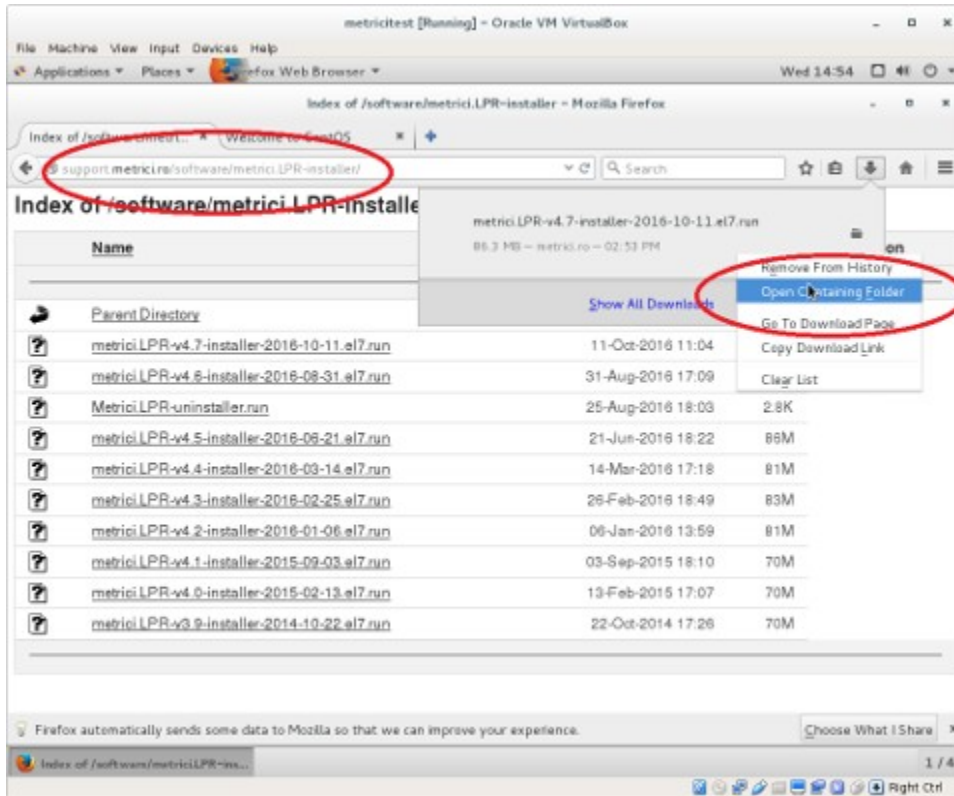 metricitest [Running] - Oracle VM VirtualBox
File Machine View Input Devices Help
Applications Places efox Web Browser Wed 14:54
Index of /software/metrici.LPR-installer - Mozilla Firefox
Index of /software/metri... Welcome to CentOS
support.metrici.ro/software/metrici.LPR-installer/ Search
Index of /software/metrici.LPR-installe
metrici.LPR-v4.7-installer-2016-10-11.el7.run
86.3 MB — metrici.ro — 02:53 PM
Name on
Remove From History
Open Containing Folder
Show All Downloads
Go To Download Page
Copy Download Link
Clear List
Parent Directory
metrici.LPR-v4.7-installer-2016-10-11.el7.run 11-Oct-2016 11:04
metrici.LPR-v4.6-installer-2016-08-31.el7.run 31-Aug-2016 17:09
Metrici.LPR-uninstaller.run 25-Aug-2016 18:03 2.8K
metrici.LPR-v4.5-installer-2016-06-21.el7.run 21-Jun-2016 18:22 86M
metrici.LPR-v4.4-installer-2016-03-14.el7.run 14-Mar-2016 17:18 81M
metrici.LPR-v4.3-installer-2016-02-25.el7.run 26-Feb-2016 18:49 83M
metrici.LPR-v4.2-installer-2016-01-06.el7.run 06-Jan-2016 13:59 81M
metrici.LPR-v4.1-installer-2015-09-03.el7.run 03-Sep-2015 18:10 70M
metrici.LPR-v4.0-installer-2015-02-13.el7.run 13-Feb-2015 17:07 70M
metrici.LPR-v3.9-installer-2014-10-22.el7.run 22-Oct-2014 17:26 70M
Firefox automatically sends some data to Mozilla so that we can improve your experience. Choose What I Share
Index of /software/metrici.LPR-ins... 1 / 4
Right Ctrl